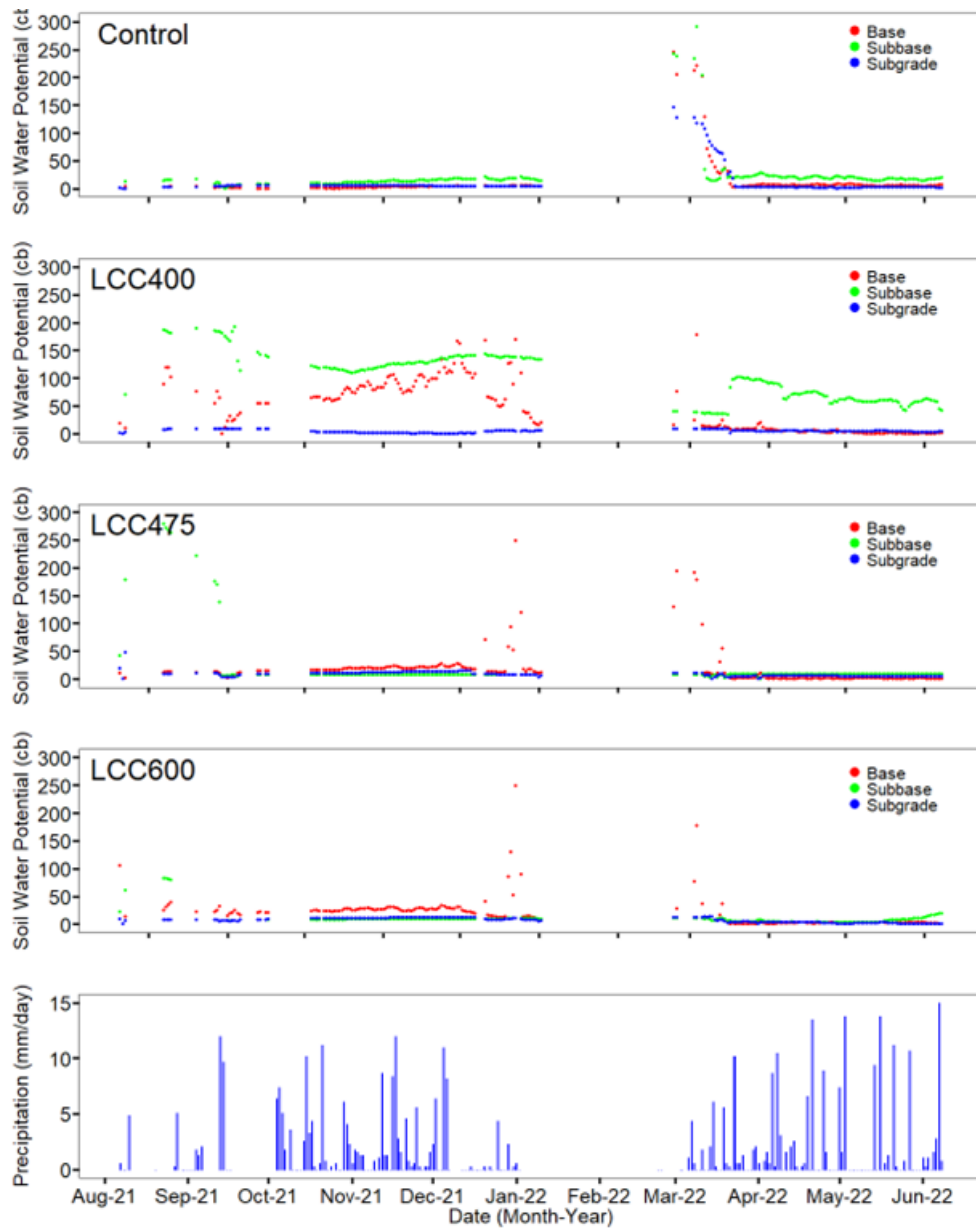 Soil Water Potential (cb)
300
250
200
150
100
50
0
Control
Base
Subbase
Subgrade
Soil Water Potential (cb)
300
250
200
150
100
50
0
LCC400
Base
Subbase
Subgrade
Soil Water Potential (cb)
300
250
200
150
100
50
0
LCC475
Base
Subbase
Subgrade
Soil Water Potential (cb)
300
250
200
150
100
50
0
LCC600
Base
Subbase
Subgrade
Precipitation (mm/day)
15
10
5
0
Aug-21 Sep-21 Oct-21 Nov-21 Dec-21 Jan-22 Feb-22 Mar-22 Apr-22 May-22 Jun-22
Date (Month-Year)